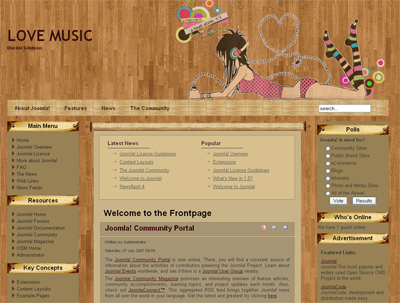 LOVE MUSIC
About Joomla!
Features
News
The Community
search...
Main Menu
Home
Joomla Overview
Joomla License
More about Joomla!
FAQ
The News
Web Links
News Feeds
Resources
Joomla Home
Joomla Forums
Joomla Documentation
Joomla Community
Joomla Magazine
OSM Home
Administrator
Key Concepts
Extensions
Content Layouts
Example Pages
Latest News
Joomla License Guidelines
Content Layouts
The Joomla Community
Welcome to Joomla!
Newsflash 4
Popular
Joomla Overview
Extensions
Joomla License Guidelines
What's New in 1.5?
Welcome to Joomla!
Welcome to the Frontpage
Joomla! Community Portal
Written by Administrator
Saturday, 07 July 2007 09:54
The Joomla! Community Portal is now online. There, you will find a constant source of
information about the activities of contributors powering the Joomla! Project. Learn about
Joomla! Events worldwide, and see if there is a Joomla! User Group nearby.
The Joomla! Community Magazine promises an interesting overview of feature articles,
community accomplishments, learning topics, and project updates each month. Also,
check out JoomlaConnect™. This aggregated RSS feed brings together Joomla! news
from all over the world in your language. Get the latest and greatest by clicking here.
Polls
Joomla! is used for?
Community Sites
Public Brand Sites
eCommerce
Blogs
Intranets
Photo and Media Sites
All of the Above!
Vote
Results
Who's Online
We have 1 guest online
Advertisement
Featured Links:
Joomla!
Joomla! The most popular and
widely used Open Source CMS
Project in the world.
JoomlaCode
JoomlaCode, development and
distribution made easy.